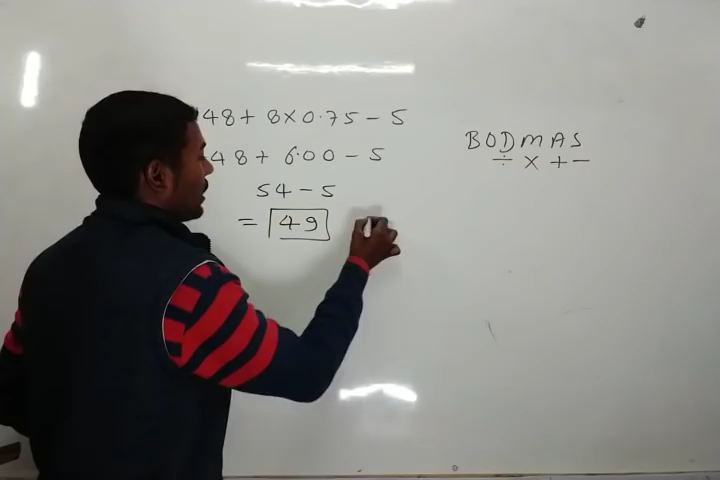 48 + 8 × 0.75 - 5
48 + 6.00 - 5
54 - 5
= 49
BODMAS
÷ × + -